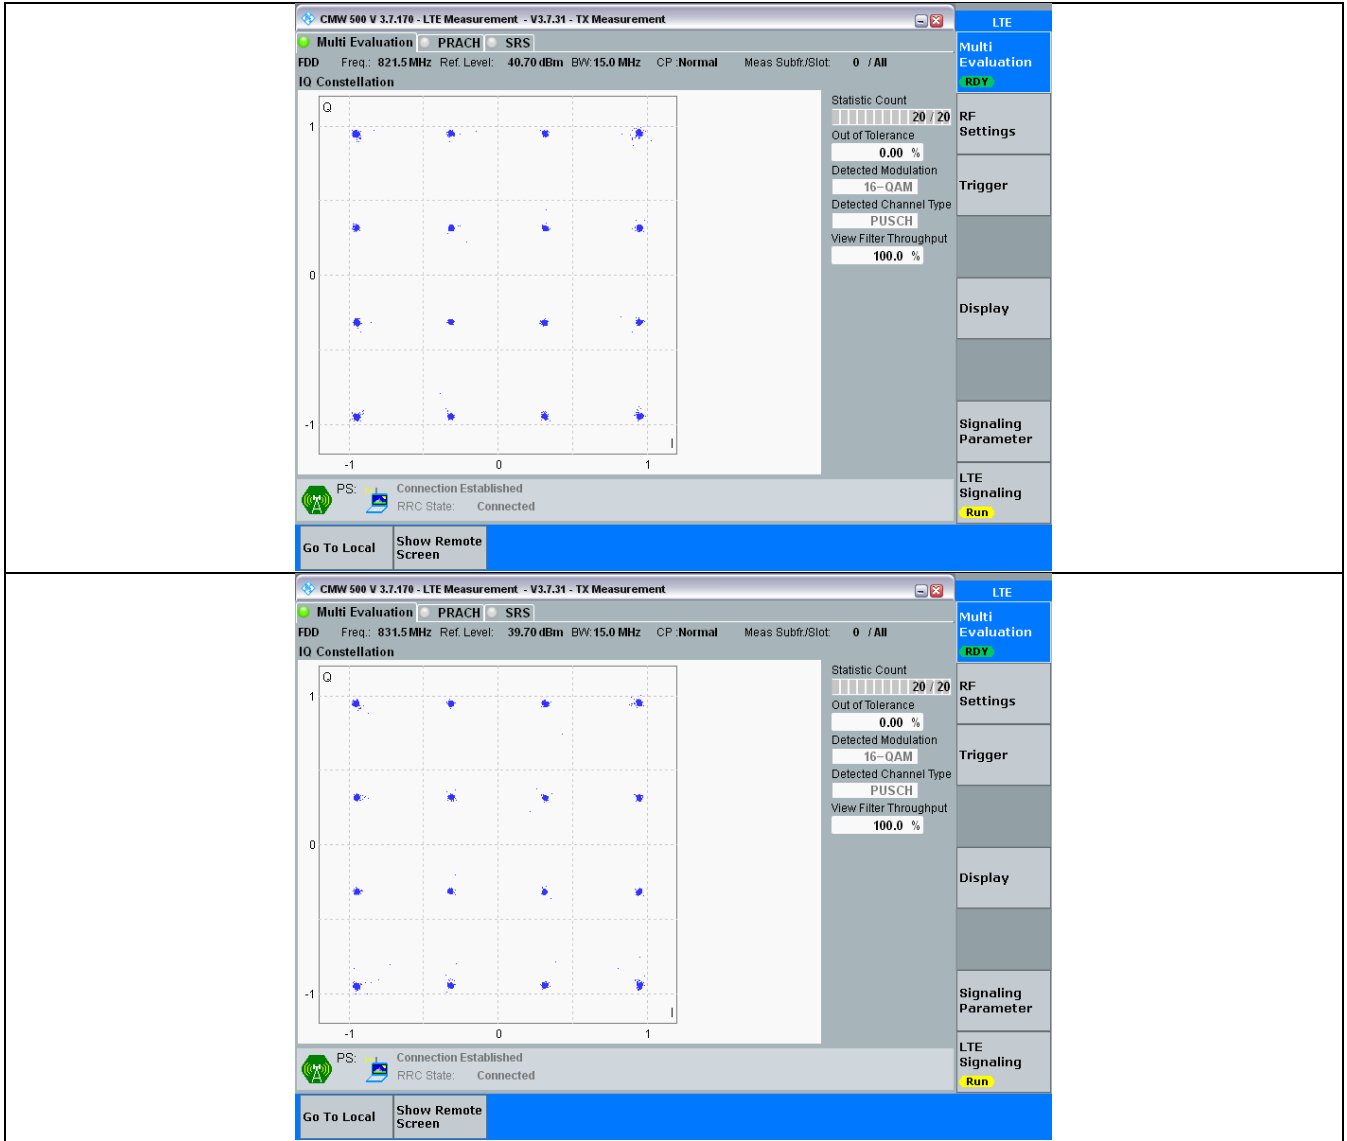 CMW 500 V 3.7.170 - LTE Measurement - V3.7.31 - TX Measurement
LTE
Multi Evaluation PRACH SRS
Multi
Evaluation
RDY
FDD Freq.: 821.5 MHz Ref. Level: 40.70 dBm BW: 15.0 MHz CP : Normal Meas Subfr./Slot: 0 / All
IQ Constellation
Q
1
0
-1
-1 0 1
I
Statistic Count
20 / 20
Out of Tolerance
0.00 %
Detected Modulation
16-QAM
Detected Channel Type
PUSCH
View Filter Throughput
100.0 %
RF
Settings
Trigger
Display
Signaling
Parameter
LTE
Signaling
Run
PS: Connection Established
RRC State: Connected
Go To Local
Show Remote
Screen
CMW 500 V 3.7.170 - LTE Measurement - V3.7.31 - TX Measurement
LTE
Multi Evaluation PRACH SRS
Multi
Evaluation
RDY
FDD Freq.: 831.5 MHz Ref. Level: 39.70 dBm BW: 15.0 MHz CP : Normal Meas Subfr./Slot: 0 / All
IQ Constellation
Q
1
0
-1
-1 0 1
I
Statistic Count
20 / 20
Out of Tolerance
0.00 %
Detected Modulation
16-QAM
Detected Channel Type
PUSCH
View Filter Throughput
100.0 %
RF
Settings
Trigger
Display
Signaling
Parameter
LTE
Signaling
Run
PS: Connection Established
RRC State: Connected
Go To Local
Show Remote
Screen